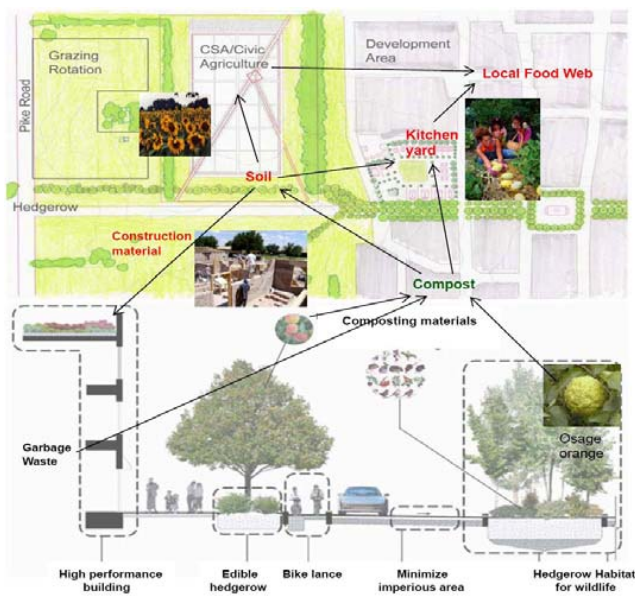 Grazing
Rotation
CSA/Civic
Agriculture
Development
Area
Local Food Web
Pike Road
Kitchen
yard
Soil
Hedgerow
Construction
material
Compost
Composting materials
Garbage
Waste
Osage
orange
High performance
building
Edible
hedgerow
Bike lance
Minimize
imperious area
Hedgerow Habitat
for wildlife